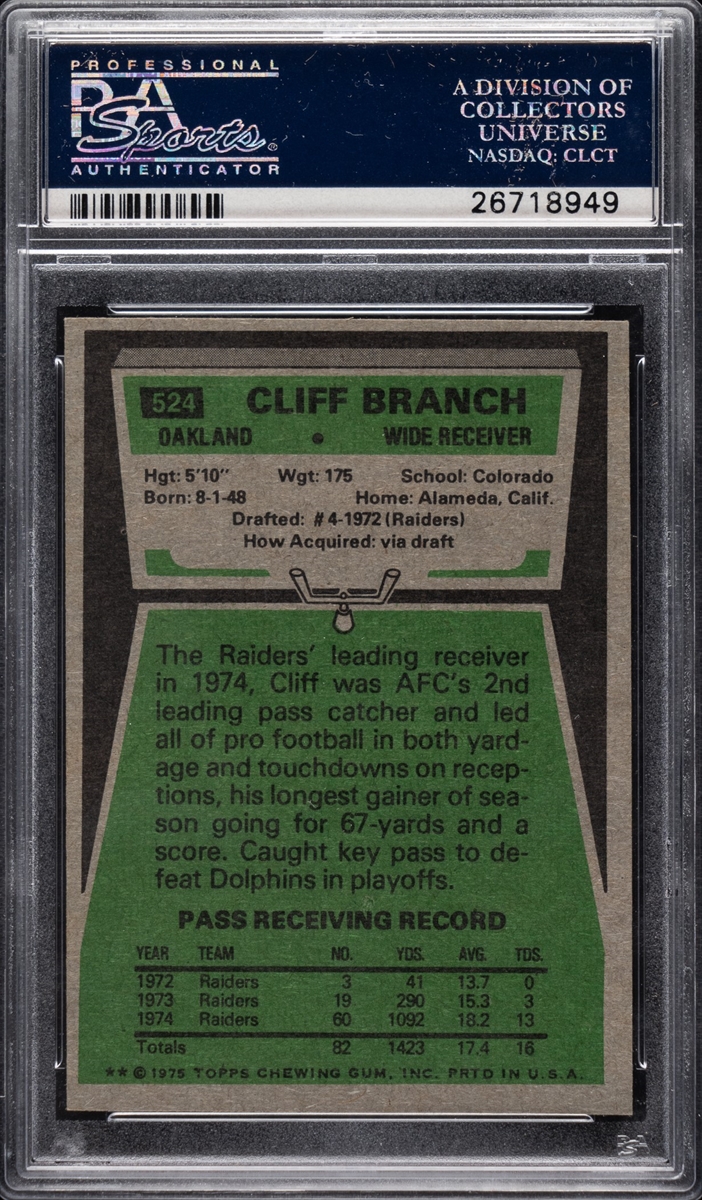 PROFESSIONAL
PSA
Sports®
AUTHENTICATOR
A DIVISION OF
COLLECTORS
UNIVERSE
NASDAQ: CLCT
26718949
524 CLIFF BRANCH
OAKLAND • WIDE RECEIVER
Hgt: 5'10" Wgt: 175 School: Colorado
Born: 8-1-48 Home: Alameda, Calif.
Drafted: #4-1972 (Raiders)
How Acquired: via draft
The Raiders' leading receiver
in 1974, Cliff was AFC's 2nd
leading pass catcher and led
all of pro football in both yard-
age and touchdowns on recep-
tions, his longest gainer of sea-
son going for 67-yards and a
score. Caught key pass to de-
feat Dolphins in playoffs.
PASS RECEIVING RECORD
YEAR TEAM NO. YDS. AVG. TDS.
1972 Raiders 3 41 13.7 0
1973 Raiders 19 290 15.3 3
1974 Raiders 60 1092 18.2 13
Totals 82 1423 17.4 16
** © 1975 TOPPS CHEWING GUM, INC. PRTD IN U.S.A.
PSA